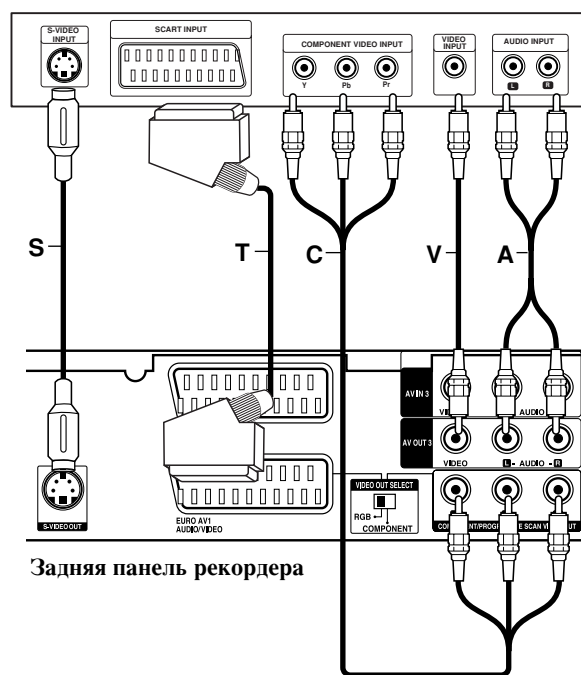 S-VIDEO
INPUT
SCART INPUT
COMPONENT VIDEO INPUT
Y
Pb
Pr
VIDEO
INPUT
AUDIO INPUT
L
R
S
T
C
V
A
AV IN 3
AUDIO
AV OUT 3
VIDEO
L - AUDIO - R
VIDEO OUT SELECT
RGB
COMPONENT
S-VIDEO OUT
EURO AV1
AUDIO/VIDEO
Задняя панель рекордера